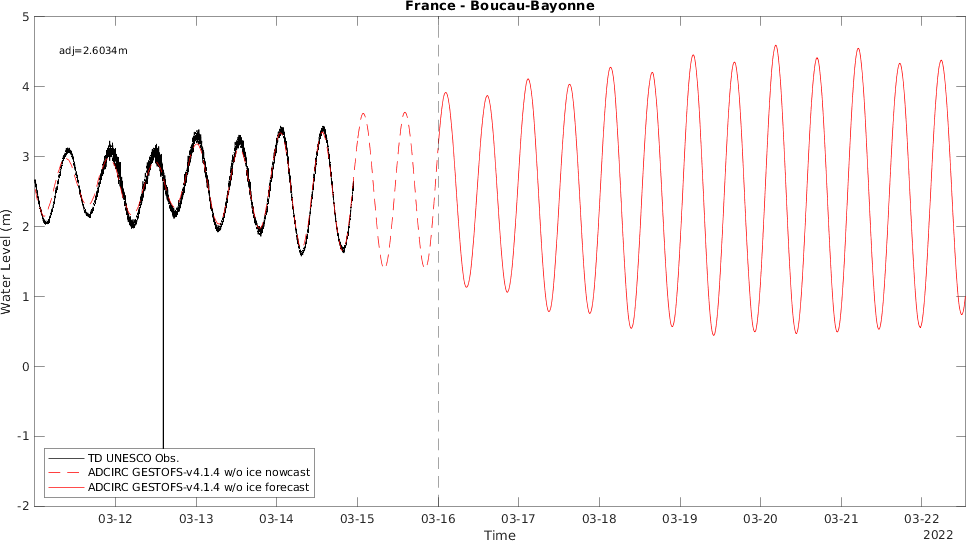 France - Boucau-Bayonne
adj=2.6034m
5
4
3
2
1
0
-1
-2
Water Level (m)
TD UNESCO Obs.
ADCIRC GESTOFS-v4.1.4 w/o ice nowcast
ADCIRC GESTOFS-v4.1.4 w/o ice forecast
03-12 03-13 03-14 03-15 03-16 03-17 03-18 03-19 03-20 03-21 03-22
Time
2022